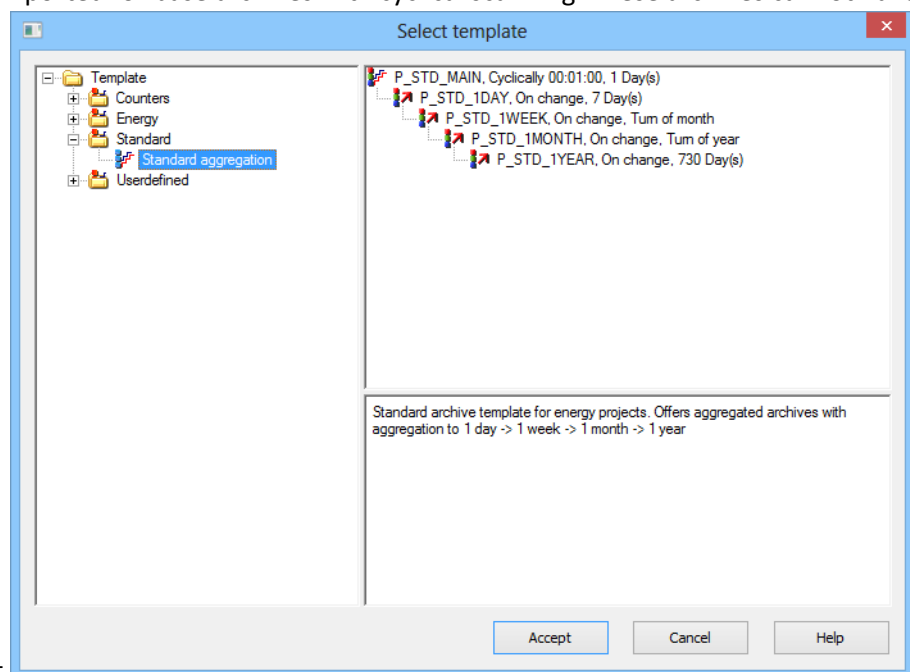 Select template
Template
Counters
Energy
Standard
Standard aggregation
Userdefined
P_STD_MAIN, Cyclically 00:01:00, 1 Day(s)
P_STD_1DAY, On change, 7 Day(s)
P_STD_1WEEK, On change, Turn of month
P_STD_1MONTH, On change, Turn of year
P_STD_1YEAR, On change, 730 Day(s)
Standard archive template for energy projects. Offers aggregated archives with
aggregation to 1 day -> 1 week -> 1 month -> 1 year
Accept
Cancel
Help